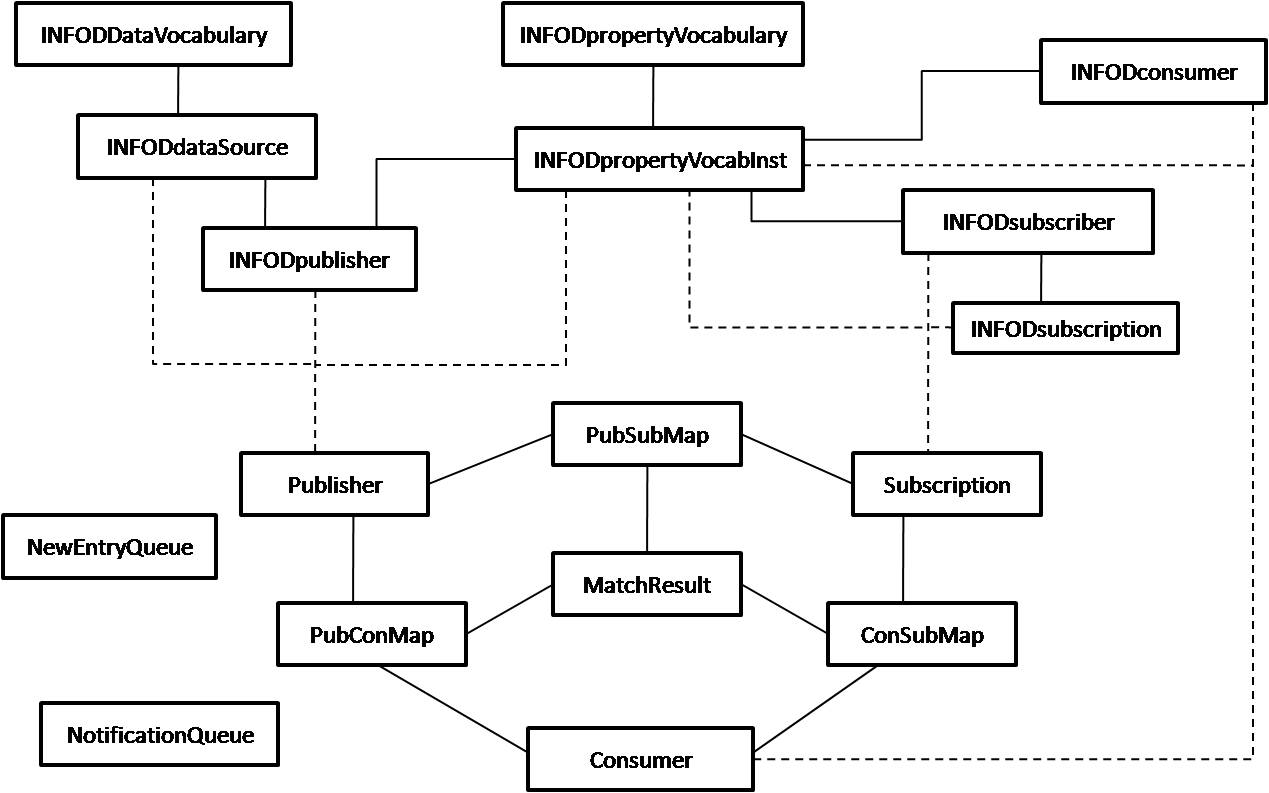 INFODDataVocabulary
INFODpropertyVocabulary
INFODconsumer
INFODdataSource
INFODpropertyVocabInst
INFODsubscriber
INFODpublisher
INFODsubscription
PubSubMap
Publisher
Subscription
NewEntryQueue
MatchResult
PubConMap
ConSubMap
NotificationQueue
Consumer